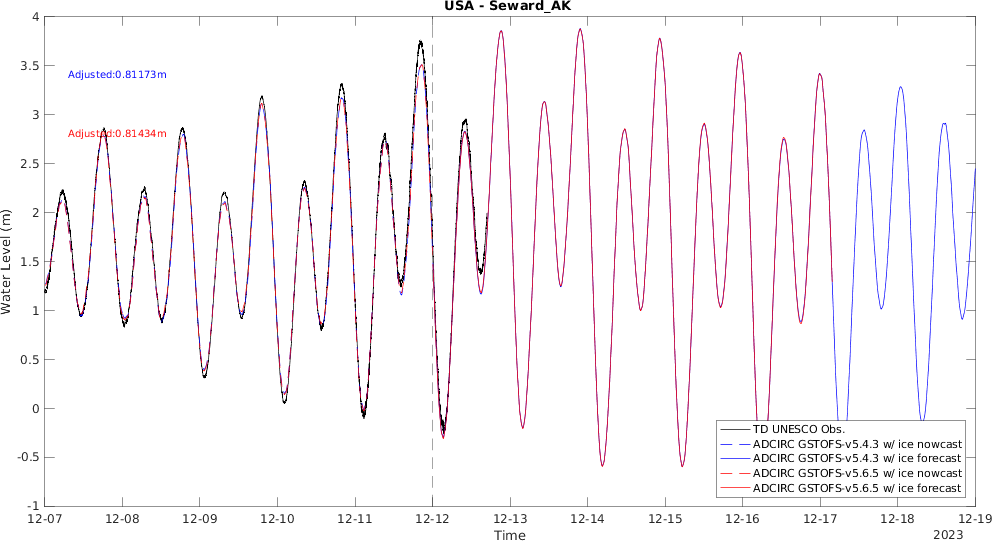 USA - Seward_AK
4
3.5
3
2.5
2
1.5
1
0.5
0
-0.5
-1
Water Level (m)
Adjusted:0.81173m
Adjusted:0.81434m
TD UNESCO Obs.
ADCIRC GSTOFS-v5.4.3 w/ ice nowcast
ADCIRC GSTOFS-v5.4.3 w/ ice forecast
ADCIRC GSTOFS-v5.6.5 w/ ice nowcast
ADCIRC GSTOFS-v5.6.5 w/ ice forecast
12-07 12-08 12-09 12-10 12-11 12-12 12-13 12-14 12-15 12-16 12-17 12-18 12-19
Time
2023